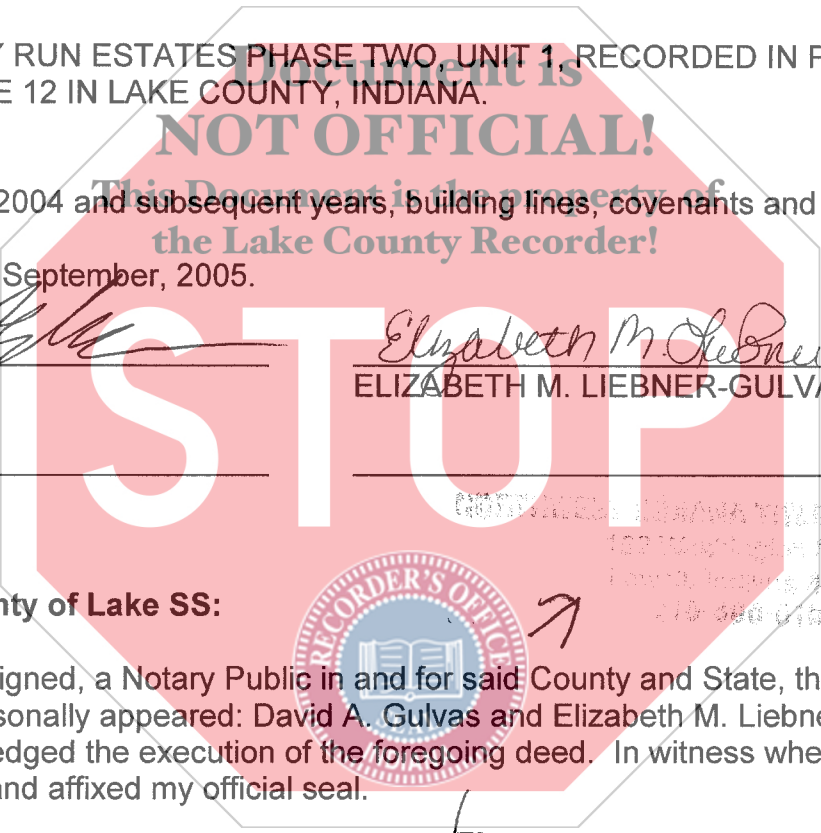 Y RUN ESTATES PHASE TWO, UNIT 1, RECORDED IN P
Document is
E 12 IN LAKE COUNTY, INDIANA.
NOT OFFICIAL!
This Document is the property of
2004 and subsequent years, building lines, covenants and
the Lake County Recorder!
September, 2005.
STOP
Elizabeth M. Liebner
ELIZABETH M. LIEBNER-GULVA
RECORDER'S OFFICE
nty of Lake SS:
igned, a Notary Public in and for said County and State, th
rsonally appeared: David A. Gulvas and Elizabeth M. Liebne
edged the execution of the foregoing deed. In witness whe
and affixed my official seal.